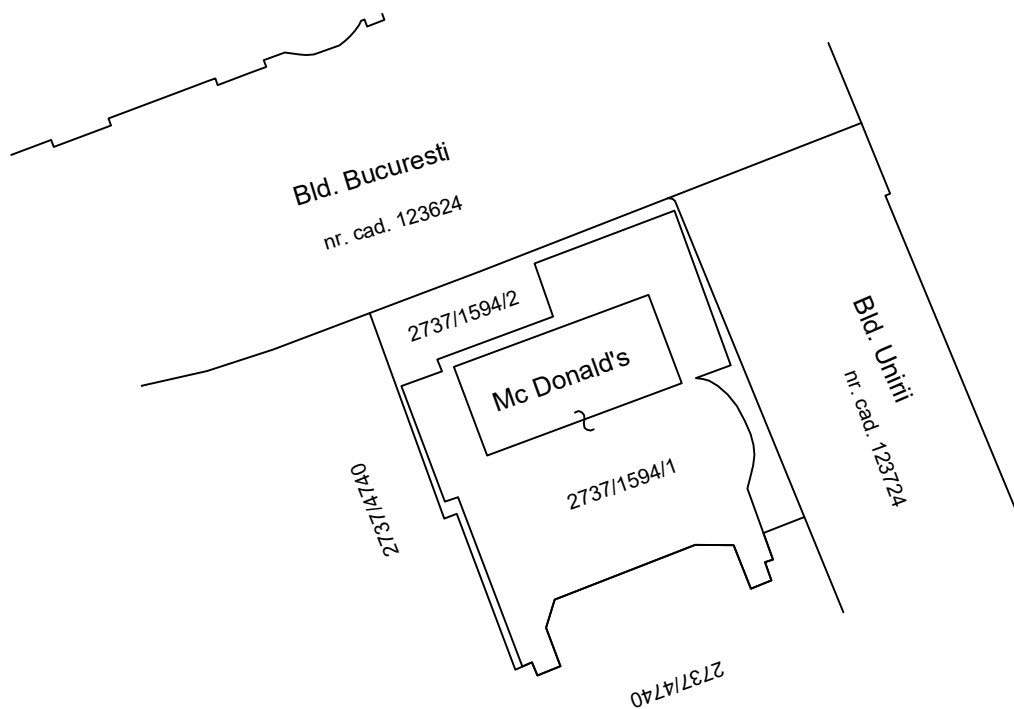 Bld. Bucuresti
nr. cad. 123624
2737/1594/2
Mc Donald's
Bld. Unirii
nr. cad. 123724
2737/4740
2737/1594/1
2737/4740